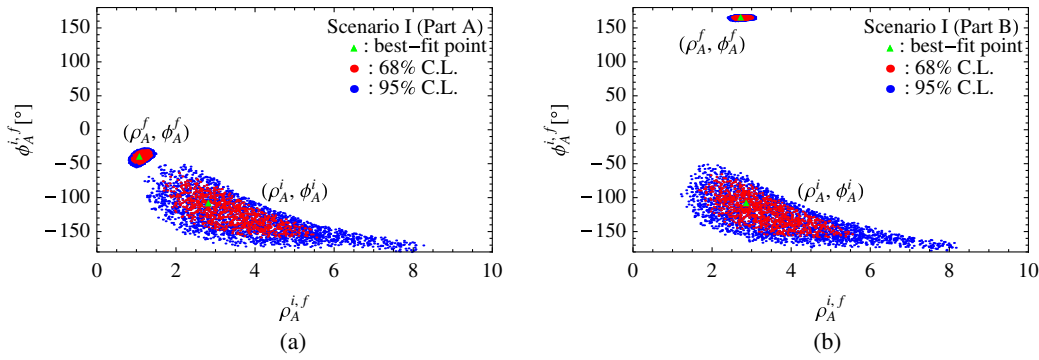 Scenario I (Part A)
▲ : best−fit point
● : 68% C.L.
● : 95% C.L.
(ρ_A^f, ϕ_A^f)
(ρ_A^i, ϕ_A^i)
150
100
50
0
−50
−100
−150
ϕ_A^{i, f} [°]
0 2 4 6 8 10
ρ_A^{i, f}
(a)
Scenario I (Part B)
▲ : best−fit point
● : 68% C.L.
● : 95% C.L.
(ρ_A^f, ϕ_A^f)
(ρ_A^i, ϕ_A^i)
150
100
50
0
−50
−100
−150
ϕ_A^{i, f} [°]
0 2 4 6 8 10
ρ_A^{i, f}
(b)